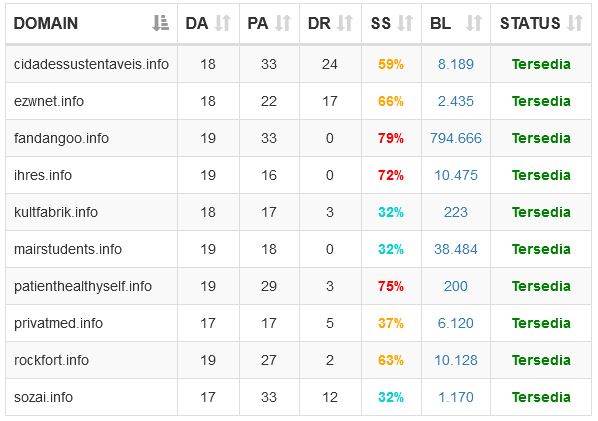 DOMAIN DA PA DR SS BL STATUS
cidadessustentaveis.info 18 33 24 59% 8.189 Tersedia
ezwnet.info 18 22 17 66% 2.435 Tersedia
fandangoo.info 19 33 0 79% 794.666 Tersedia
ihres.info 19 16 0 72% 10.475 Tersedia
kultfabrik.info 18 17 3 32% 223 Tersedia
mairstudents.info 19 18 0 32% 38.484 Tersedia
patienthealthyself.info 19 29 3 75% 200 Tersedia
privatmed.info 17 17 5 37% 6.120 Tersedia
rockfort.info 19 27 2 63% 10.128 Tersedia
sozai.info 17 33 12 32% 1.170 Tersedia